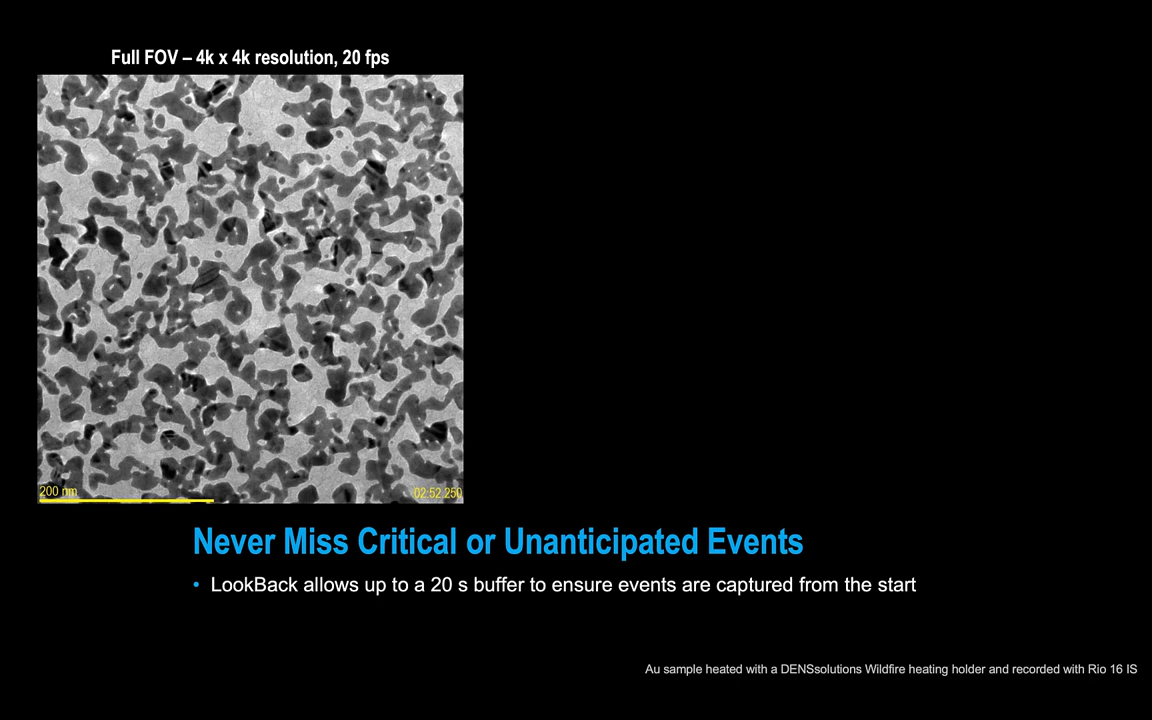 Full FOV – 4k x 4k resolution, 20 fps
200 nm
02:52.250
Never Miss Critical or Unanticipated Events
• LookBack allows up to a 20 s buffer to ensure events are captured from the start
Au sample heated with a DENSsolutions Wildfire heating holder and recorded with Rio 16 IS